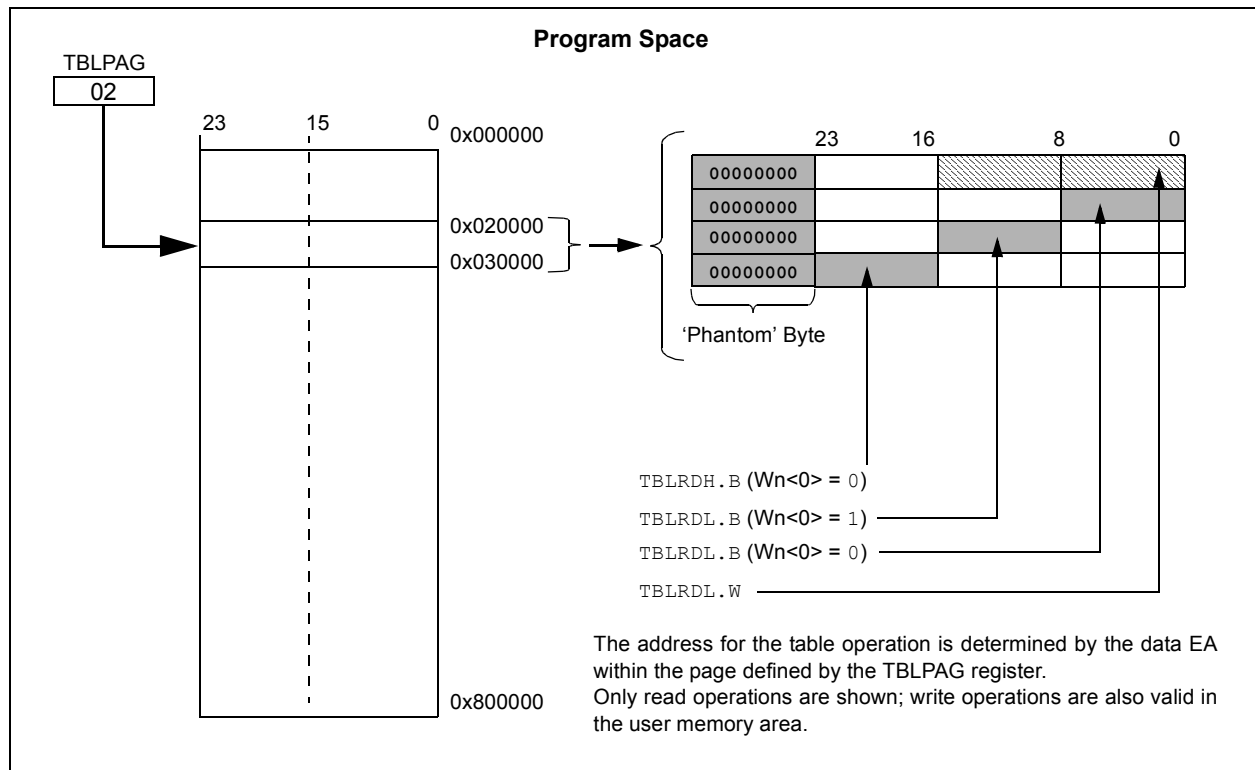 Program Space
TBLPAG
02
23 15 0
0x000000
0x020000
0x030000
0x800000
23 16 8 0
00000000
00000000
00000000
00000000
‘Phantom’ Byte
TBLRDH.B (Wn<0> = 0)
TBLRDL.B (Wn<0> = 1)
TBLRDL.B (Wn<0> = 0)
TBLRDL.W
The address for the table operation is determined by the data EA
within the page defined by the TBLPAG register.
Only read operations are shown; write operations are also valid in
the user memory area.